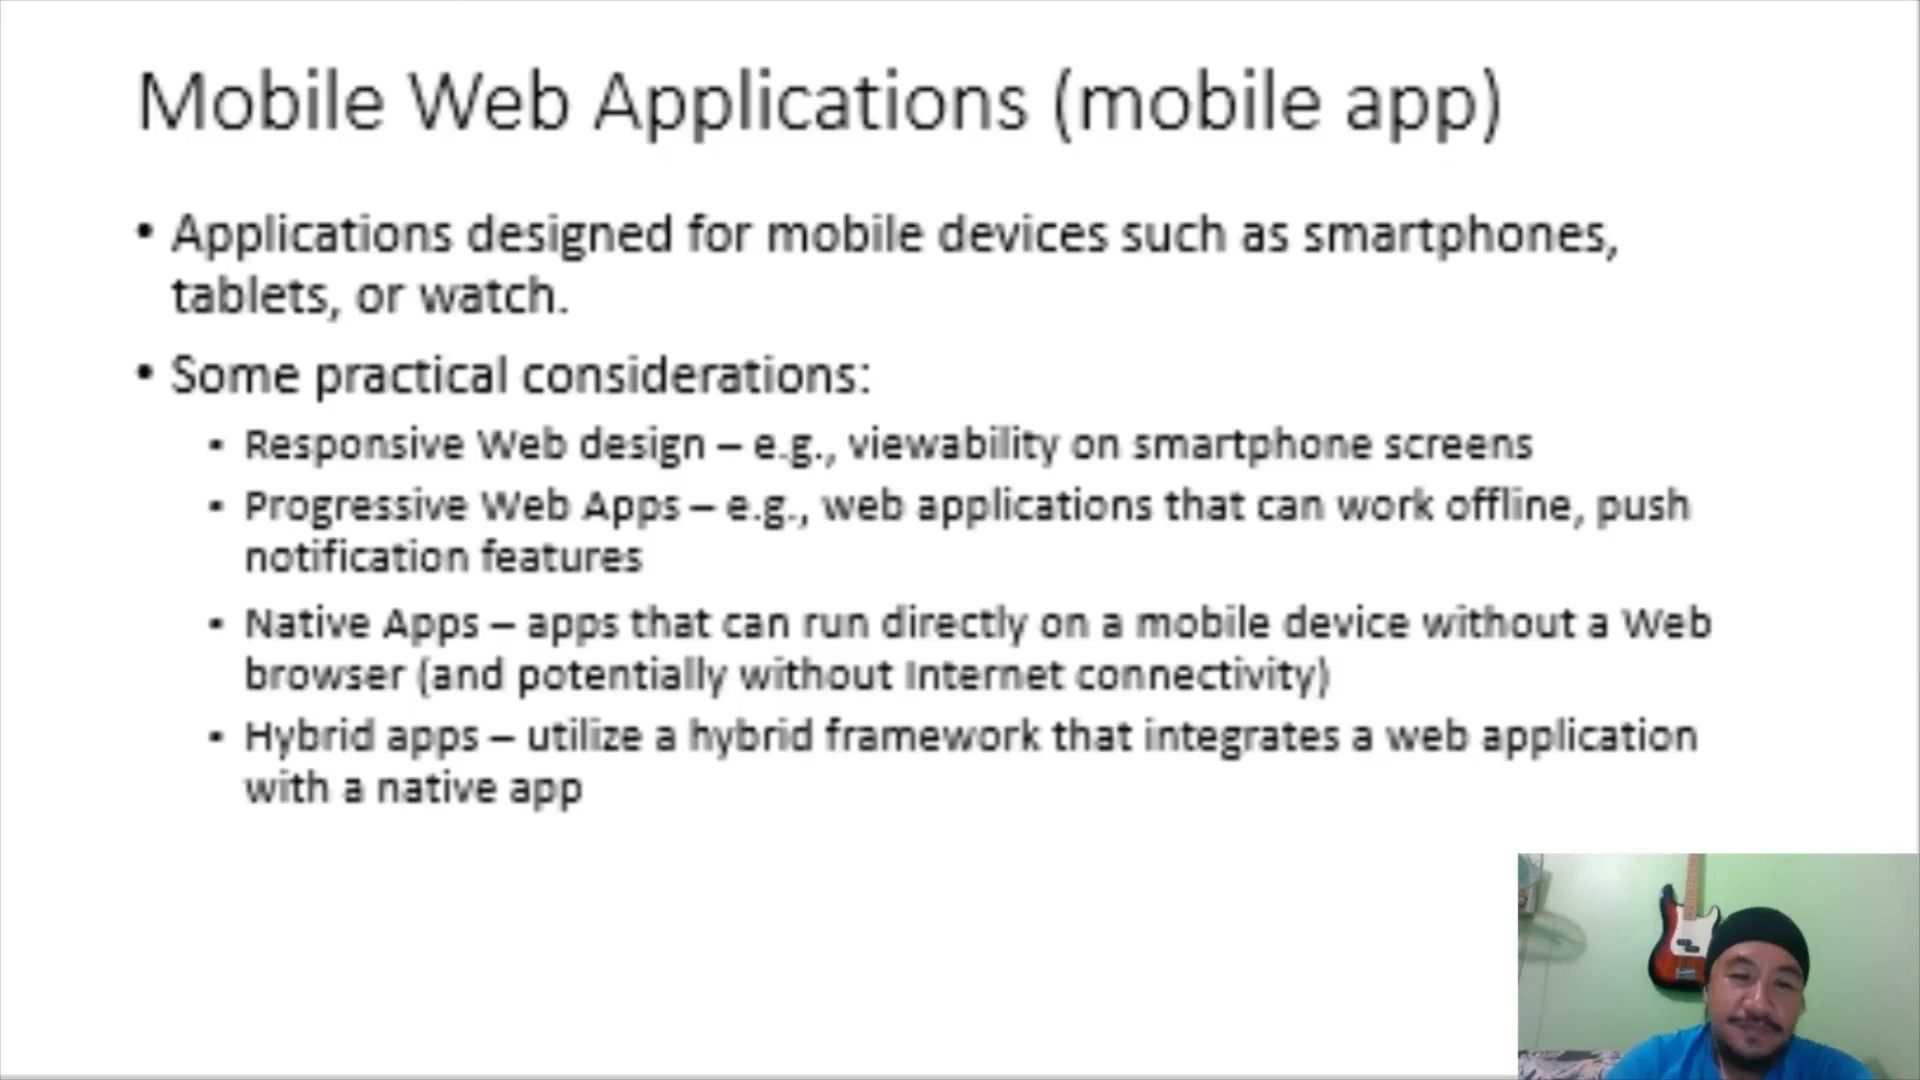 Mobile Web Applications (mobile app)
• Applications designed for mobile devices such as smartphones,
tablets, or watch.
• Some practical considerations:
▪ Responsive Web design – e.g., viewability on smartphone screens
▪ Progressive Web Apps – e.g., web applications that can work offline, push
notification features
▪ Native Apps – apps that can run directly on a mobile device without a Web
browser (and potentially without Internet connectivity)
▪ Hybrid apps – utilize a hybrid framework that integrates a web application
with a native app